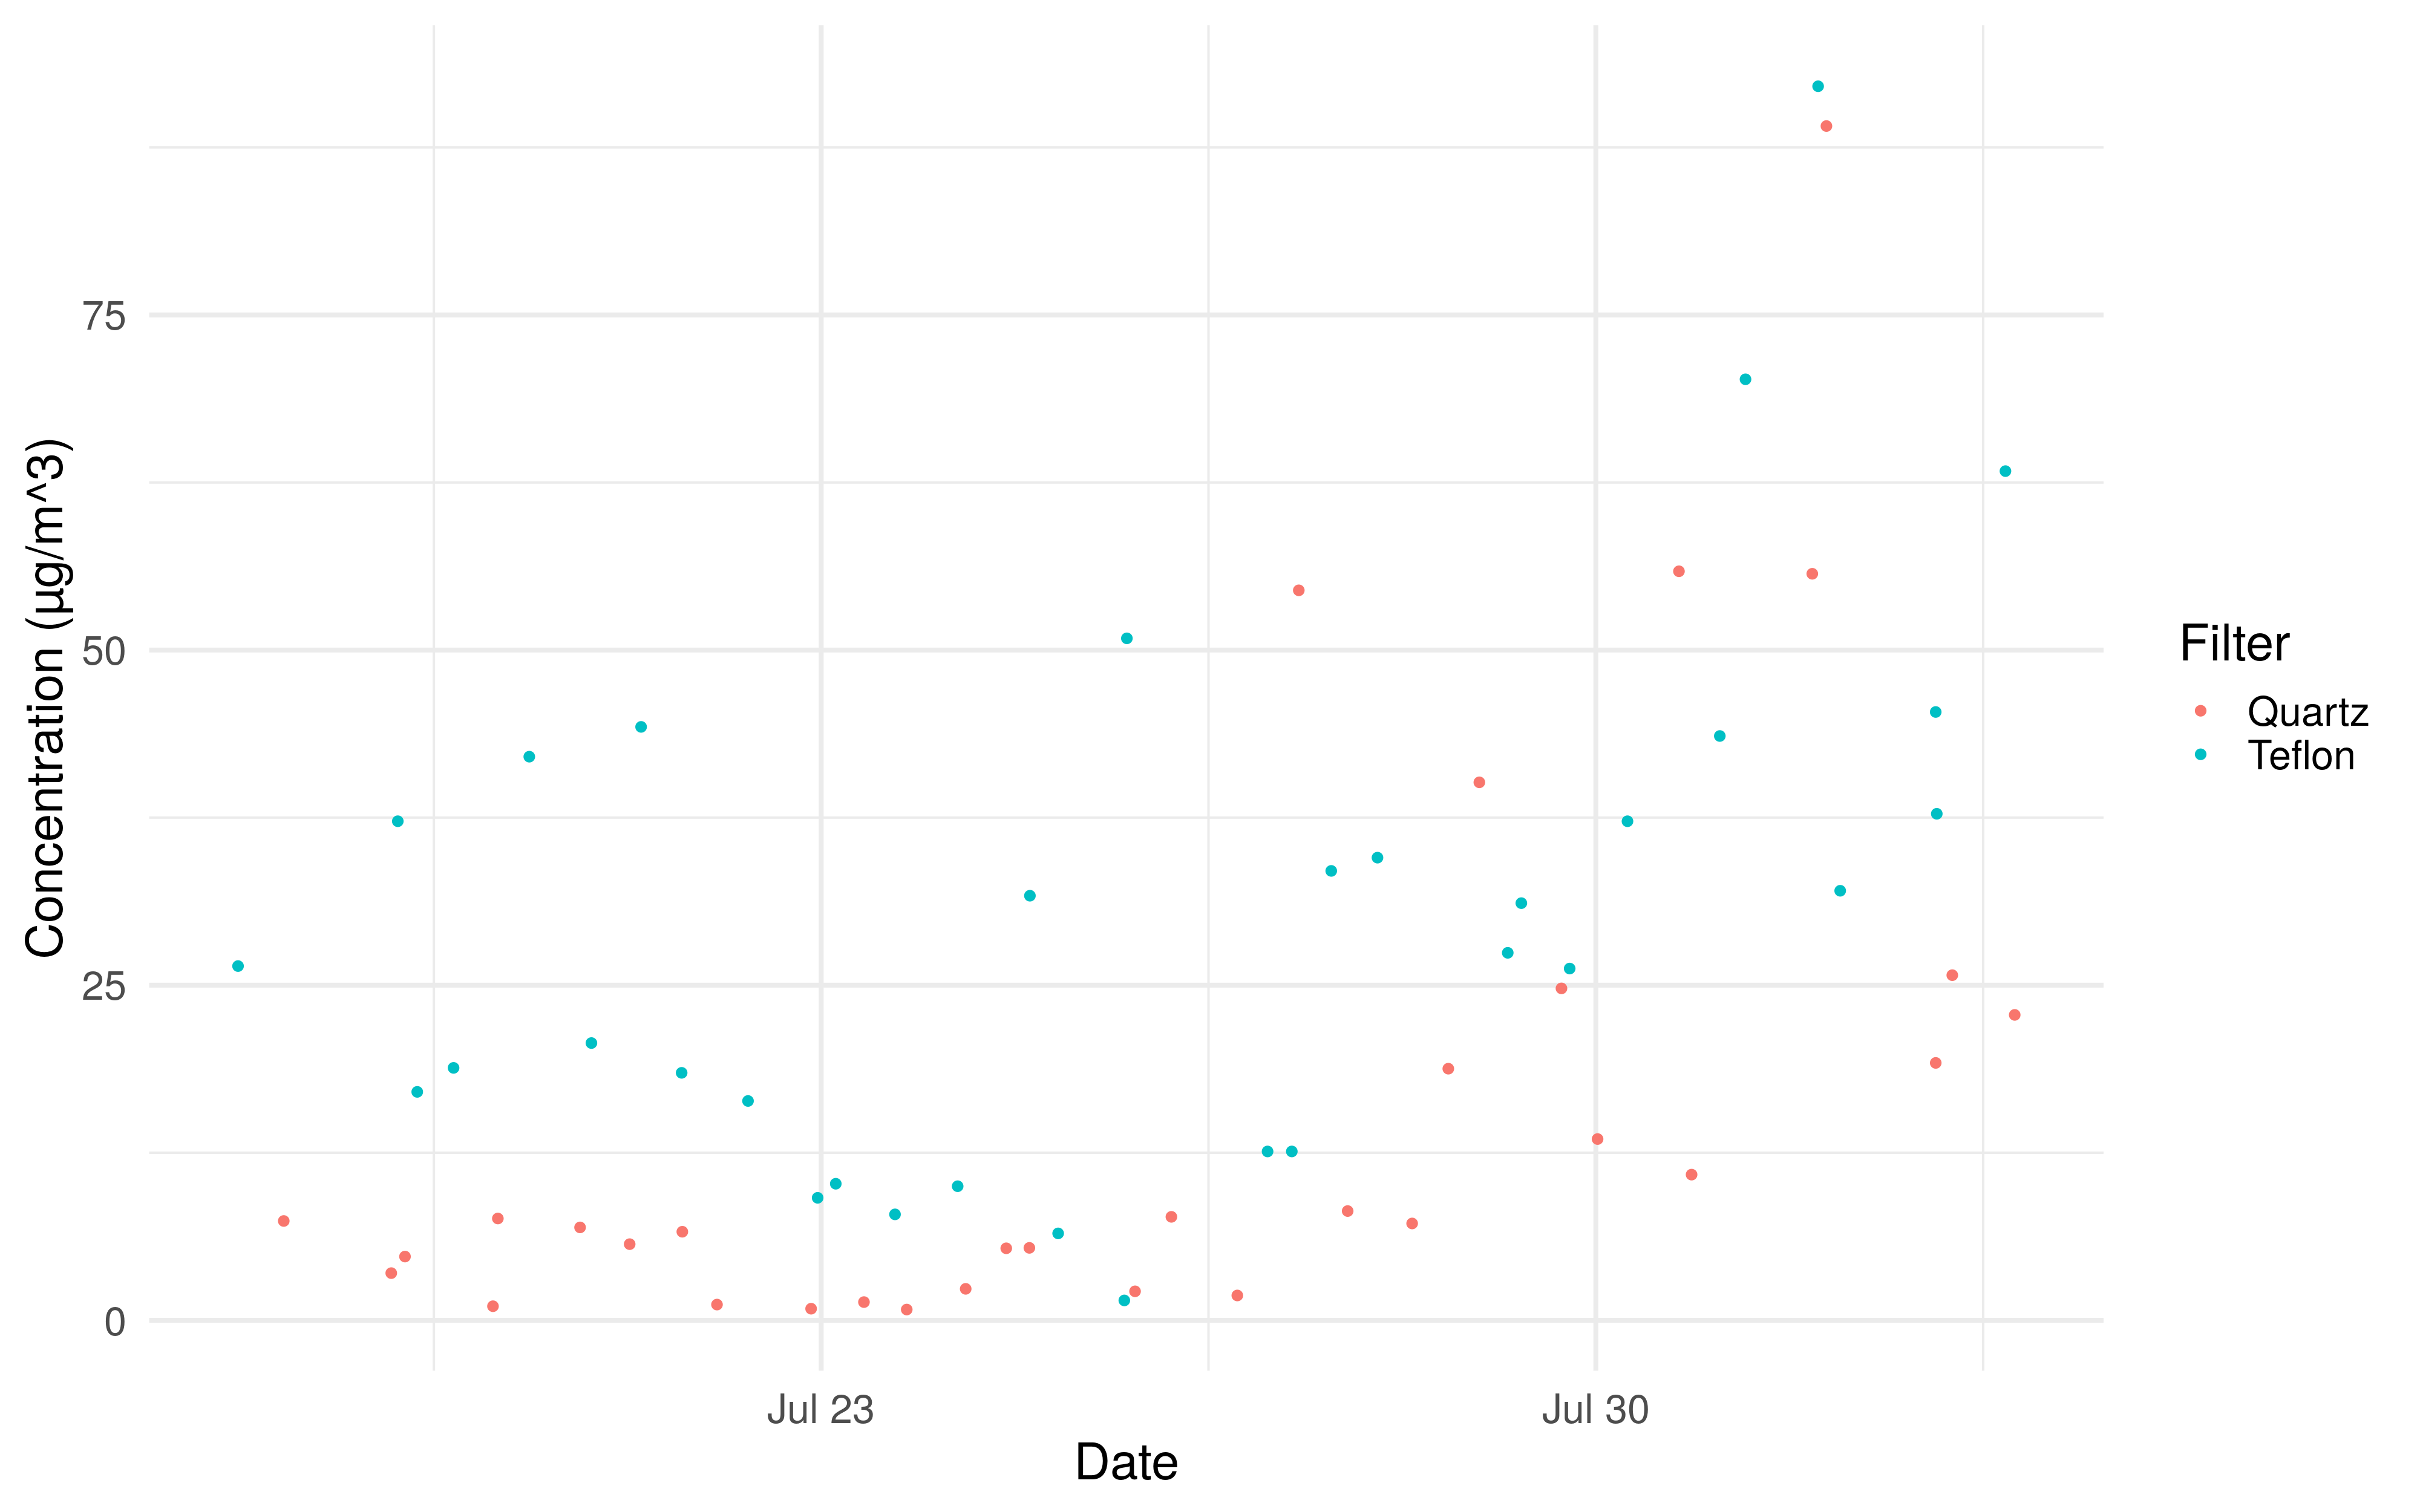 Concentration (µg/m^3)
75
50
25
0
Jul 23
Jul 30
Date
Filter
Quartz
Teflon